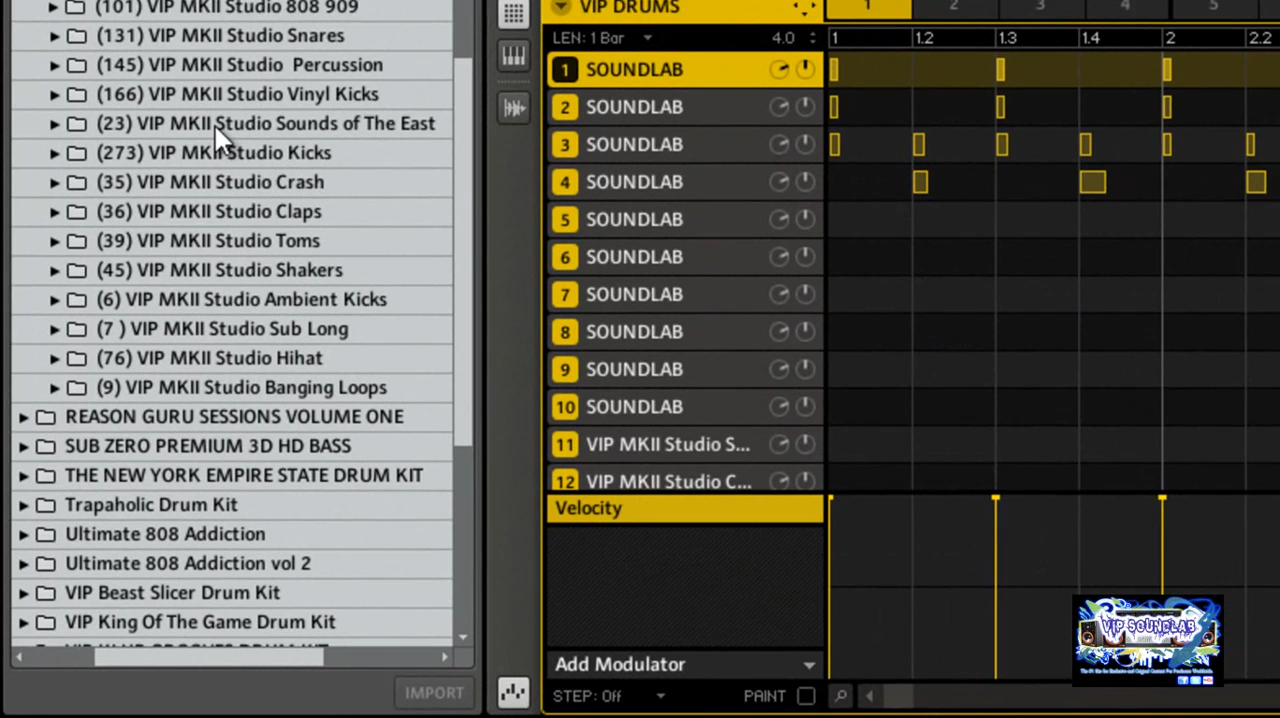 (101) VIP MKII Studio 808 909
(131) VIP MKII Studio Snares
(145) VIP MKII Studio Percussion
(166) VIP MKII Studio Vinyl Kicks
(23) VIP MKII Studio Sounds of The East
(273) VIP MKII Studio Kicks
(35) VIP MKII Studio Crash
(36) VIP MKII Studio Claps
(39) VIP MKII Studio Toms
(45) VIP MKII Studio Shakers
(6) VIP MKII Studio Ambient Kicks
(7 ) VIP MKII Studio Sub Long
(76) VIP MKII Studio Hihat
(9) VIP MKII Studio Banging Loops
REASON GURU SESSIONS VOLUME ONE
SUB ZERO PREMIUM 3D HD BASS
THE NEW YORK EMPIRE STATE DRUM KIT
Trapaholic Drum Kit
Ultimate 808 Addiction
Ultimate 808 Addiction vol 2
VIP Beast Slicer Drum Kit
VIP King Of The Game Drum Kit
IMPORT
VIP DRUMS
1 2 3 4 5
LEN: 1 Bar 4.0
1 1.2 1.3 1.4 2 2.2
1 SOUNDLAB
2 SOUNDLAB
3 SOUNDLAB
4 SOUNDLAB
5 SOUNDLAB
6 SOUNDLAB
7 SOUNDLAB
8 SOUNDLAB
9 SOUNDLAB
10 SOUNDLAB
11 VIP MKII Studio S...
12 VIP MKII Studio C...
Velocity
Add Modulator
STEP: Off PAINT
VIP SOUNDLAB